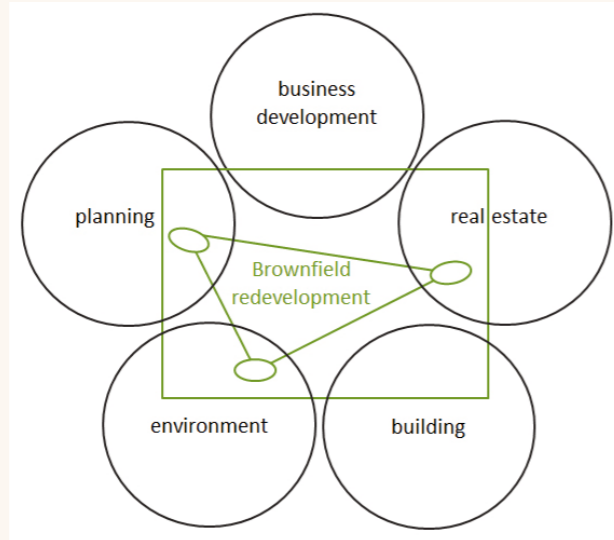 business
development
planning
real estate
Brownfield
redevelopment
environment
building